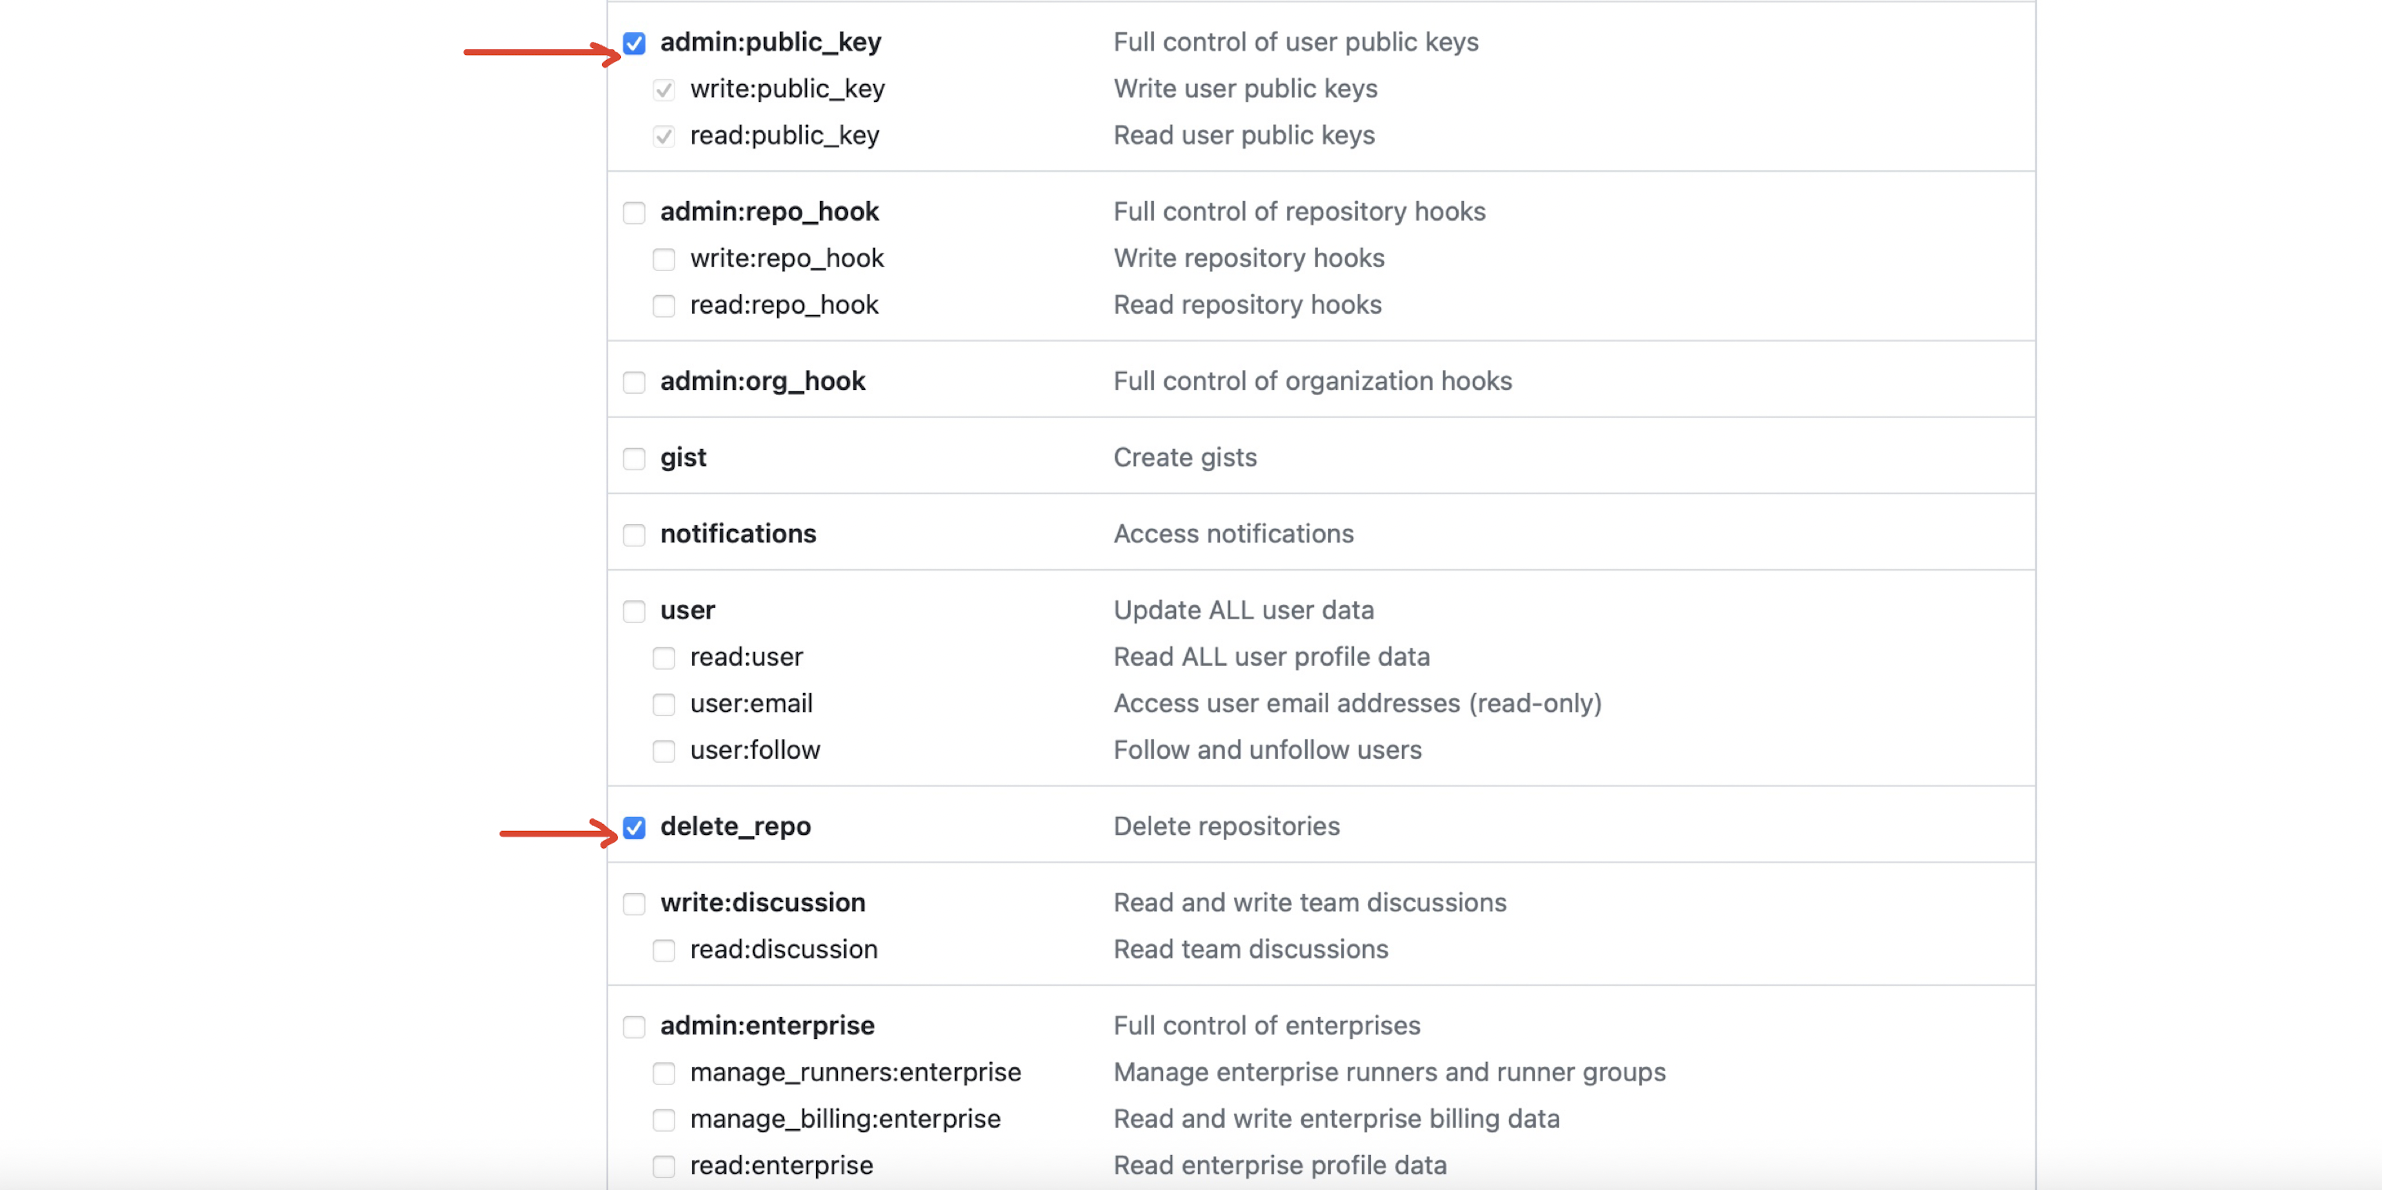 admin:public_key Full control of user public keys
write:public_key Write user public keys
read:public_key Read user public keys
admin:repo_hook Full control of repository hooks
write:repo_hook Write repository hooks
read:repo_hook Read repository hooks
admin:org_hook Full control of organization hooks
gist Create gists
notifications Access notifications
user Update ALL user data
read:user Read ALL user profile data
user:email Access user email addresses (read-only)
user:follow Follow and unfollow users
delete_repo Delete repositories
write:discussion Read and write team discussions
read:discussion Read team discussions
admin:enterprise Full control of enterprises
manage_runners:enterprise Manage enterprise runners and runner groups
manage_billing:enterprise Read and write enterprise billing data
read:enterprise Read enterprise profile data